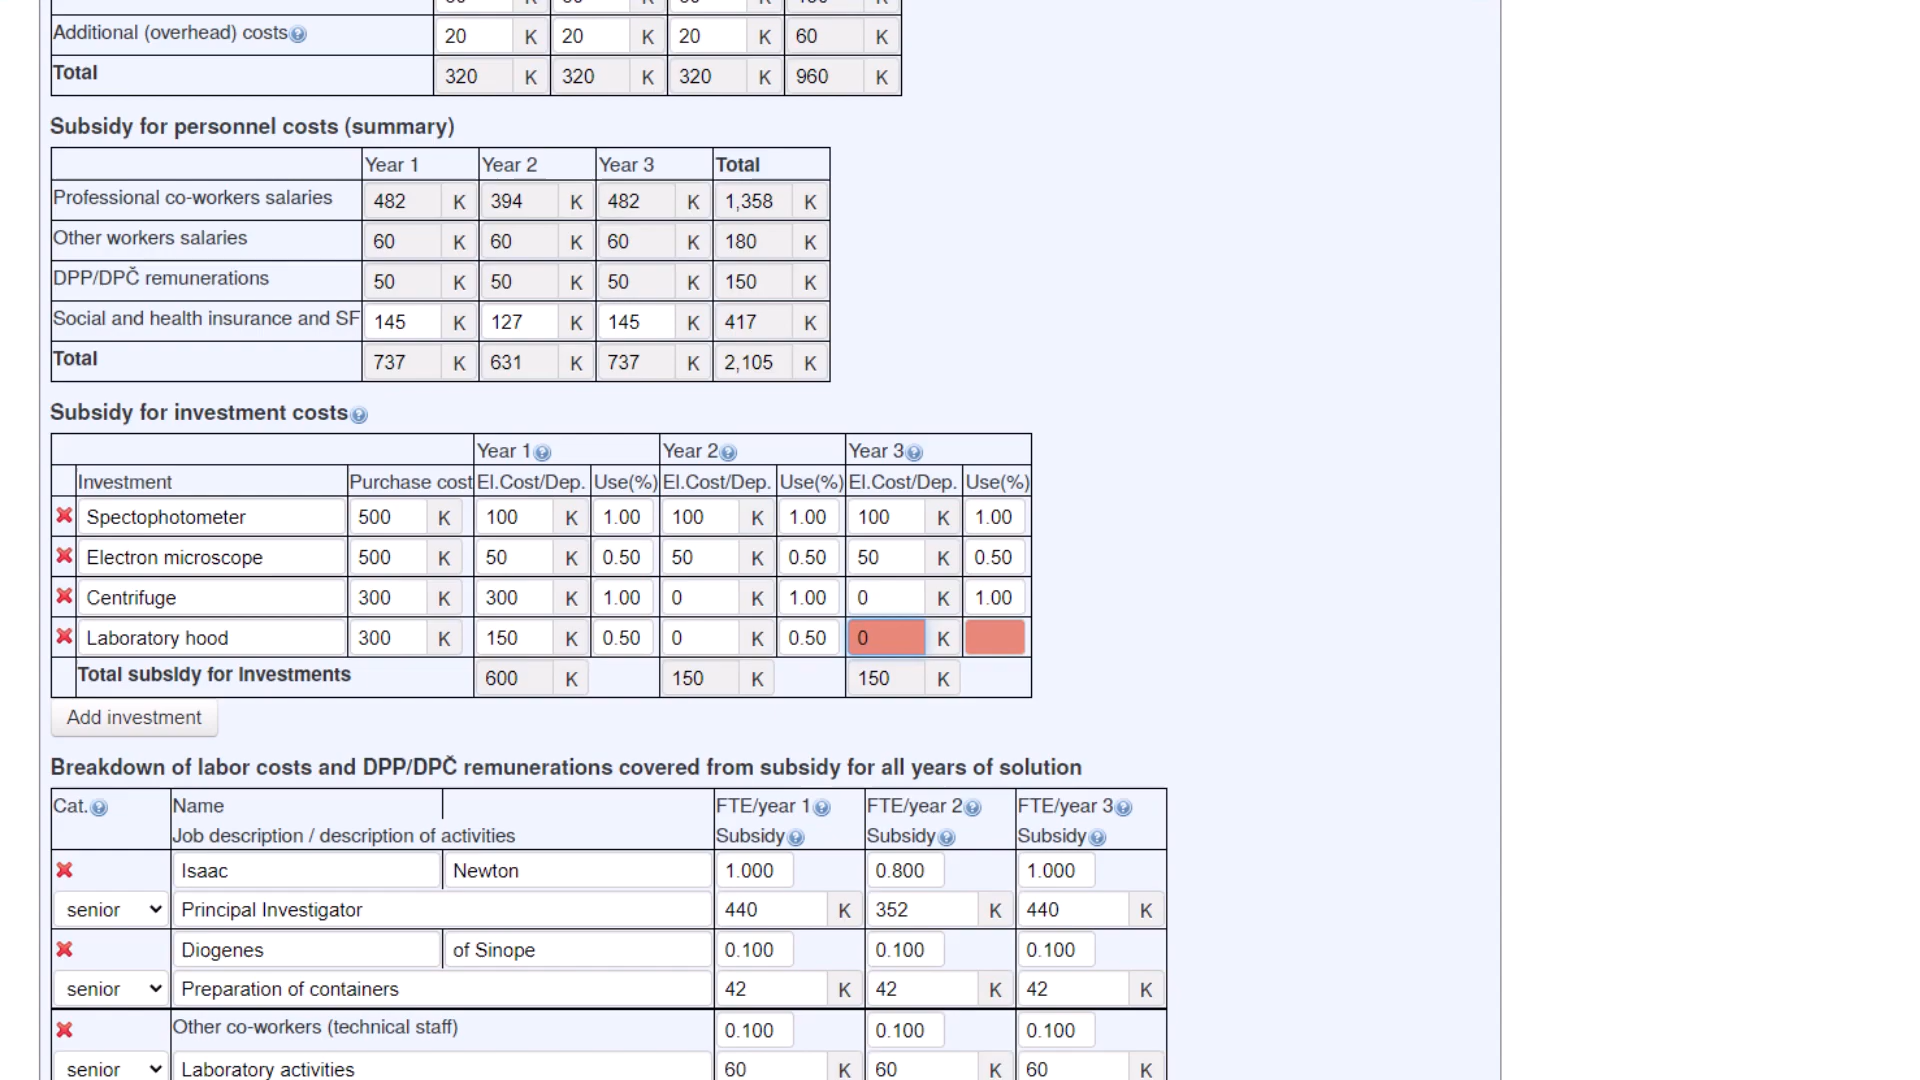 K K K K
Additional (overhead) costs 20 K 20 K 20 K 60 K
Total 320 K 320 K 320 K 960 K
Subsidy for personnel costs (summary)
Year 1 Year 2 Year 3 Total
Professional co-workers salaries 482 K 394 K 482 K 1,358 K
Other workers salaries 60 K 60 K 60 K 180 K
DPP/DPČ remunerations 50 K 50 K 50 K 150 K
Social and health insurance and SF 145 K 127 K 145 K 417 K
Total 737 K 631 K 737 K 2,105 K
Subsidy for investment costs
Year 1 Year 2 Year 3
Investment Purchase cost El.Cost/Dep. Use(%) El.Cost/Dep. Use(%) El.Cost/Dep. Use(%)
Spectophotometer 500 K 100 K 1.00 100 K 1.00 100 K 1.00
Electron microscope 500 K 50 K 0.50 50 K 0.50 50 K 0.50
Centrifuge 300 K 300 K 1.00 0 K 1.00 0 K 1.00
Laboratory hood 300 K 150 K 0.50 0 K 0.50 0 K
Total subsidy for Investments 600 K 150 K 150 K
Add investment
Breakdown of labor costs and DPP/DPČ remunerations covered from subsidy for all years of solution
Cat. Name FTE/year 1 FTE/year 2 FTE/year 3
Job description / description of activities Subsidy Subsidy Subsidy
Isaac Newton 1.000 0.800 1.000
senior Principal Investigator 440 K 352 K 440 K
Diogenes of Sinope 0.100 0.100 0.100
senior Preparation of containers 42 K 42 K 42 K
Other co-workers (technical staff) 0.100 0.100 0.100
senior Laboratory activities 60 K 60 K 60 K